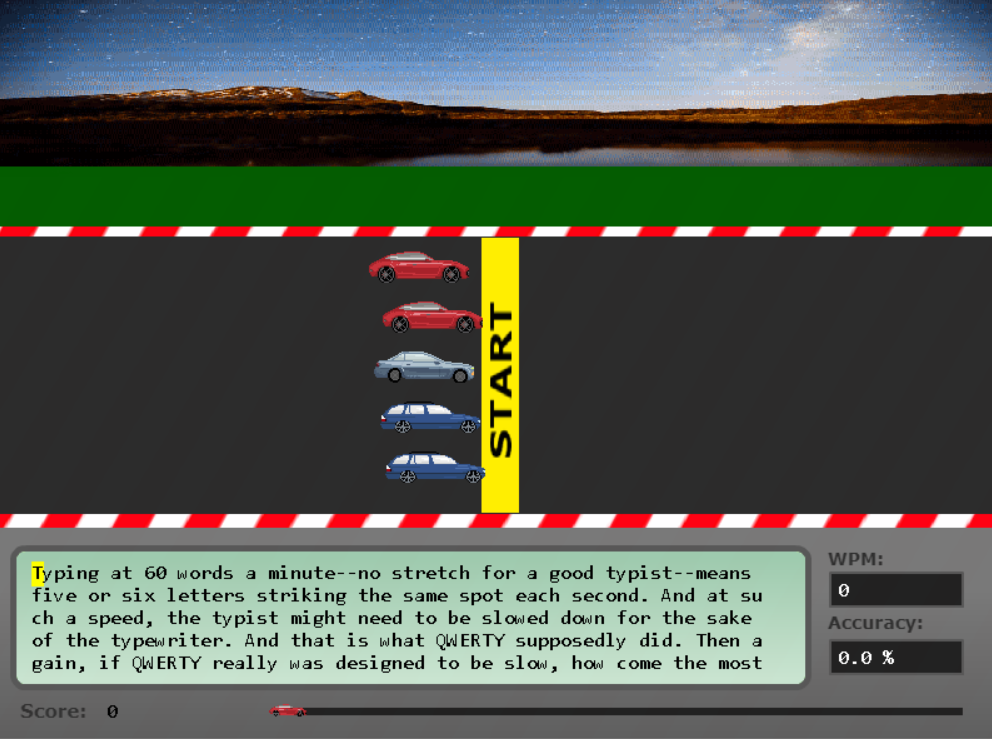 START
Typing at 60 words a minute--no stretch for a good typist--means
five or six letters striking the same spot each second. And at su
ch a speed, the typist might need to be slowed down for the sake
of the typewriter. And that is what QWERTY supposedly did. Then a
gain, if QWERTY really was designed to be slow, how come the most
WPM:
0
Accuracy:
0.0 %
Score: 0